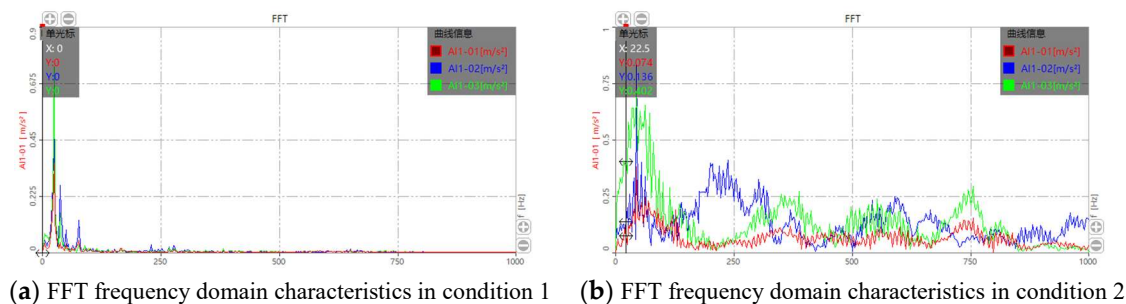 FFT
单光标
X: 0
Y:0
Y:0
Y:0
曲线信息
AI1-01[m/s²]
AI1-02[m/s²]
AI1-03[m/s²]
AI1-01 [ m/s² ]
0.9
0.675
0.45
0.225
0
0
250
500
750
1000
f [Hz]
FFT
单光标
X: 22.5
Y:0.074
Y:0.136
Y:0.402
曲线信息
AI1-01[m/s²]
AI1-02[m/s²]
AI1-03[m/s²]
AI1-01 [ m/s² ]
1
0.75
0.5
0.25
0
0
250
500
750
1000
f [Hz]
(a) FFT frequency domain characteristics in condition 1
(b) FFT frequency domain characteristics in condition 2